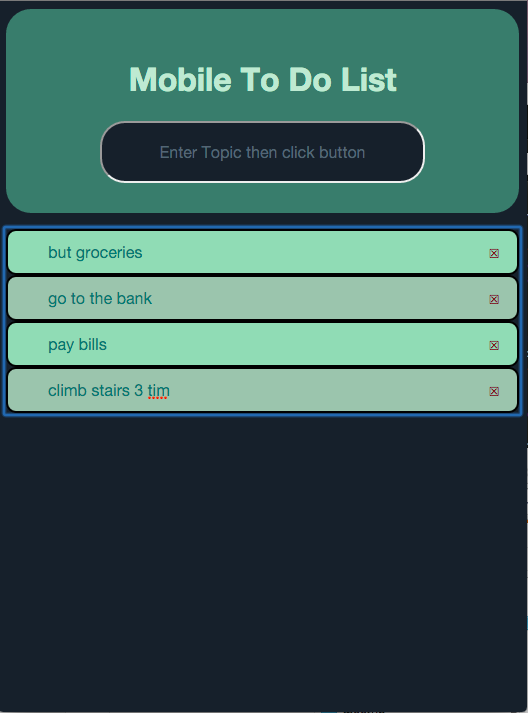 Mobile To Do List
Enter Topic then click button
but groceries
go to the bank
pay bills
climb stairs 3 tim